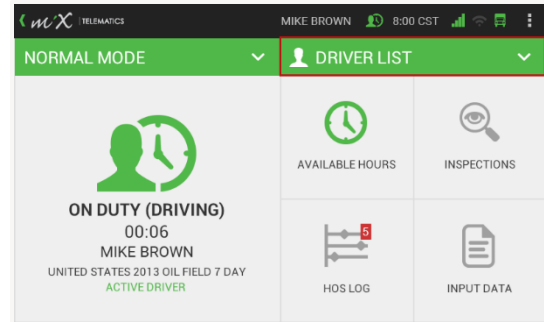 mix TELEMATICS MIKE BROWN 8:00 CST
NORMAL MODE
DRIVER LIST
ON DUTY (DRIVING)
00:06
MIKE BROWN
UNITED STATES 2013 OIL FIELD 7 DAY
ACTIVE DRIVER
AVAILABLE HOURS
INSPECTIONS
5
HOS LOG
INPUT DATA